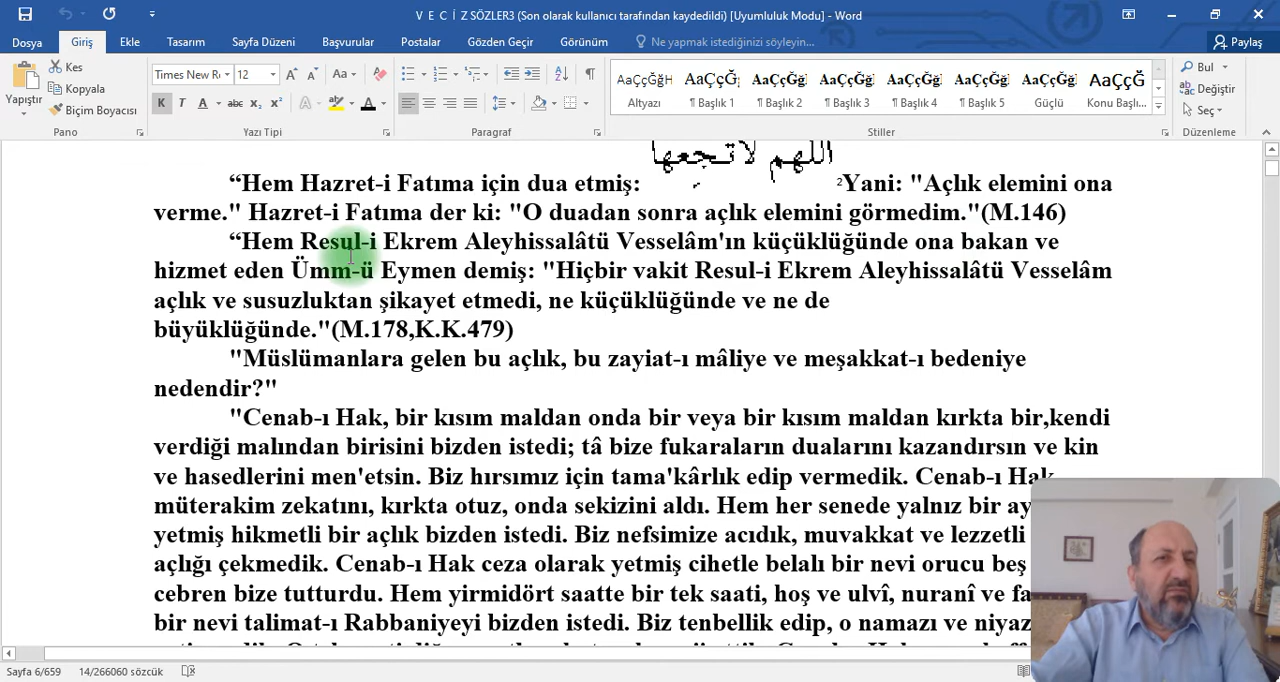 V E C İ Z SÖZLER3 (Son olarak kullanıcı tarafından kaydedildi) [Uyumluluk Modu] - Word
Dosya Giriş Ekle Tasarım Sayfa Düzeni Başvurular Postalar Gözden Geçir Görünüm Ne yapmak istediğinizi söyleyin... Paylaş
Yapıştır
Kes
Kopyala
Biçim Boyacısı
Pano
Times New Ro 12
K T A abc x₂ x²
Yazı Tipi
Paragraf
AaÇçĞğH AaÇçĞ; AaÇçĞğ AaÇçĞğ AaÇçĞğ AaÇçĞğ AaÇçĞğ AaÇçĞ
Altyazı ¶ Başlık 1 ¶ Başlık 2 ¶ Başlık 3 ¶ Başlık 4 ¶ Başlık 5 Güçlü Konu Başlı...
Stiller
Bul
Değiştir
Seç
Düzenleme
اللهم لا تجعها
“Hem Hazret-i Fatıma için dua etmiş: ²Yani: "Açlık elemini ona
verme." Hazret-i Fatıma der ki: "O duadan sonra açlık elemini görmedim."(M.146)
“Hem Resul-i Ekrem Aleyhissalâtü Vesselâm'ın küçüklüğünde ona bakan ve
hizmet eden Ümm-ü Eymen demiş: "Hiçbir vakit Resul-i Ekrem Aleyhissalâtü Vesselâm
açlık ve susuzluktan şikayet etmedi, ne küçüklüğünde ve ne de
büyüklüğünde."(M.178,K.K.479)
"Müslümanlara gelen bu açlık, bu zayiat-ı mâliye ve meşakkat-ı bedeniye
nedendir?"
"Cenab-ı Hak, bir kısım maldan onda bir veya bir kısım maldan kırkta bir,kendi
verdiği malından birisini bizden istedi; tâ bize fukaraların dualarını kazandırsın ve kin
ve hasedlerini men'etsin. Biz hırsımız için tama'kârlık edip vermedik. Cenab-ı Hak
müterakim zekatını, kırkta otuz, onda sekizini aldı. Hem her senede yalnız bir ay
yetmiş hikmetli bir açlık bizden istedi. Biz nefsimize acıdık, muvakkat ve lezzetli
açlığı çekmedik. Cenab-ı Hak ceza olarak yetmiş cihetle belalı bir nevi orucu beş
cebren bize tutturdu. Hem yirmidört saatte bir tek saati, hoş ve ulvî, nuranî ve fa
bir nevi talimat-ı Rabbaniyeyi bizden istedi. Biz tenbellik edip, o namazı ve niyaz
Sayfa 6/659 14/266060 sözcük